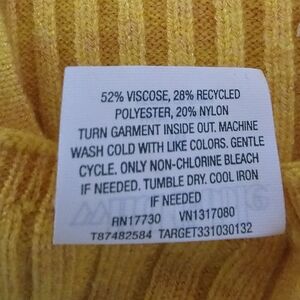 52% VISCOSE, 28% RECYCLED
POLYESTER, 20% NYLON
TURN GARMENT INSIDE OUT. MACHINE
WASH COLD WITH LIKE COLORS. GENTLE
CYCLE. ONLY NON-CHLORINE BLEACH
IF NEEDED. TUMBLE DRY. COOL IRON
IF NEEDED
RN17730 VN1317080
T87482584 TARGET331030132